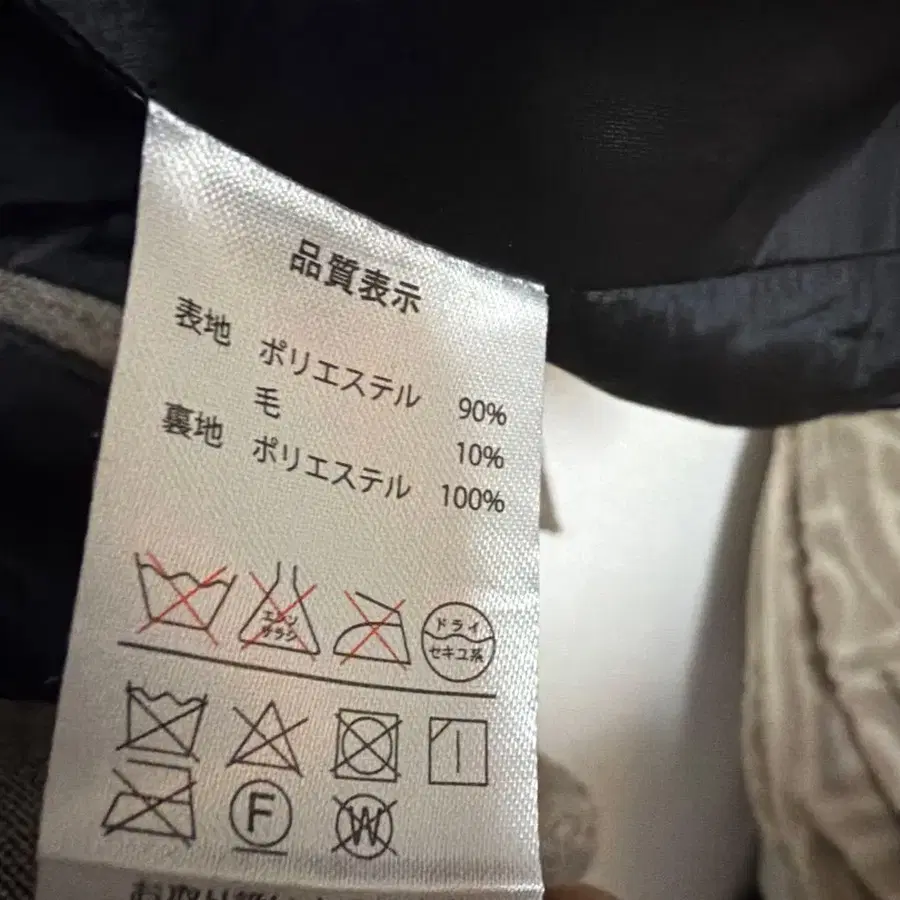 品質表示
表地 ポリエステル 90%
毛 10%
裏地 ポリエステル 100%
エンソ
サラシ
ドライ
セキユ系
F
W